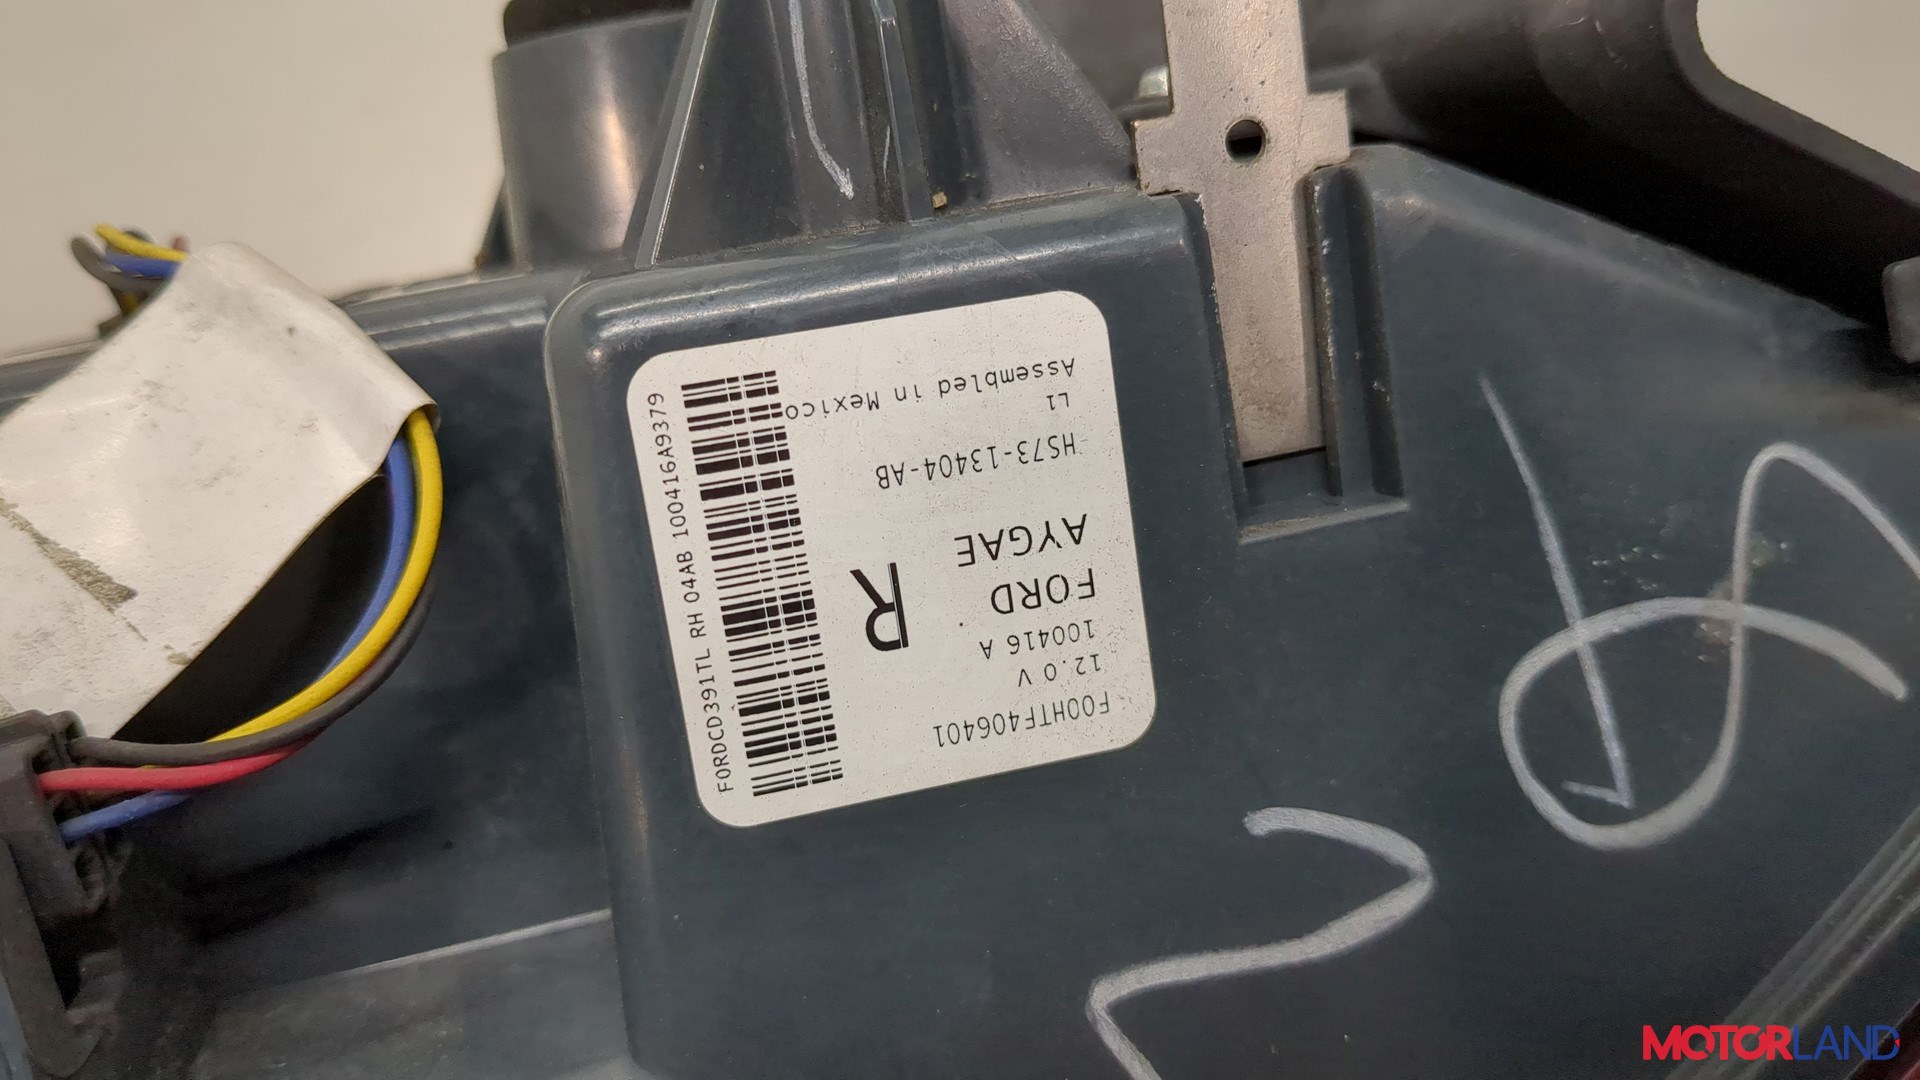 F00HTF406401
12.0 V
100416 A
FORD
R
AYGAE
HS73-13404-AB
L1
Assembled in Mexico
FORDCD391TL RH 04AB 100416A9379
MOTORLAND